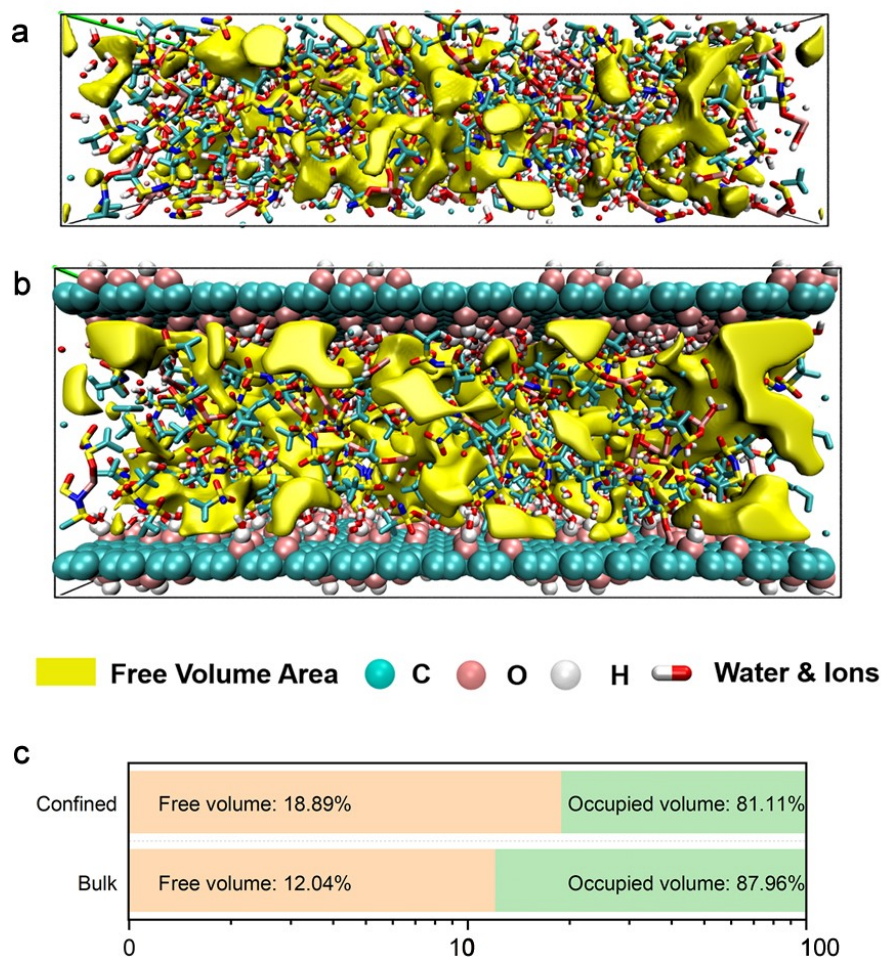 a
b
Free Volume Area C O H Water & Ions
c
Confined Free volume: 18.89% Occupied volume: 81.11%
Bulk Free volume: 12.04% Occupied volume: 87.96%
0 10 100